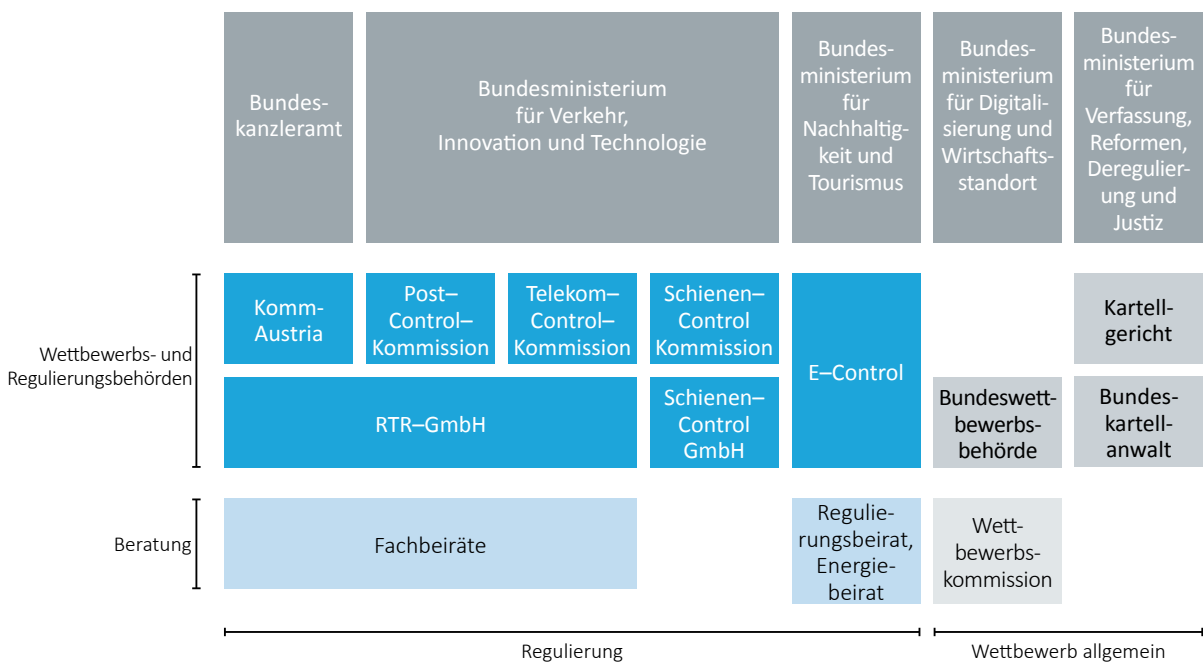 Bundes-
kanzleramt
Bundesministerium
für Verkehr,
Innovation und Technologie
Bundes-
ministerium
für
Nachhaltig-
keit und
Tourismus
Bundes-
ministerium
für Digitali-
sierung und
Wirtschafts-
standort
Bundes-
ministerium
für
Verfassung,
Reformen,
Deregulier-
ung und
Justiz
Wettbewerbs- und
Regulierungsbehörden
Komm-
Austria
Post–
Control–
Kommission
Telekom–
Control–
Kommission
Schienen–
Control
Kommission
E–Control
Kartell-
gericht
RTR–GmbH
Schienen–
Control
GmbH
Bundeswett-
bewerbs-
behörde
Bundes-
kartell-
anwalt
Beratung
Fachbeiräte
Regulie-
rungsbeirat,
Energie-
beirat
Wett-
bewerbs-
kommission
Regulierung
Wettbewerb allgemein